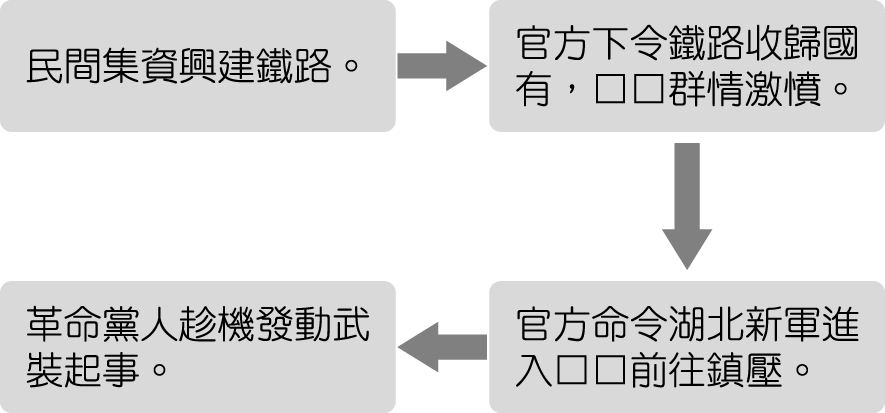 民間集資興建鐵路。
官方下令鐵路收歸國
有，□□群情激憤。
官方命令湖北新軍進
入□□前往鎮壓。
革命黨人趁機發動武
裝起事。